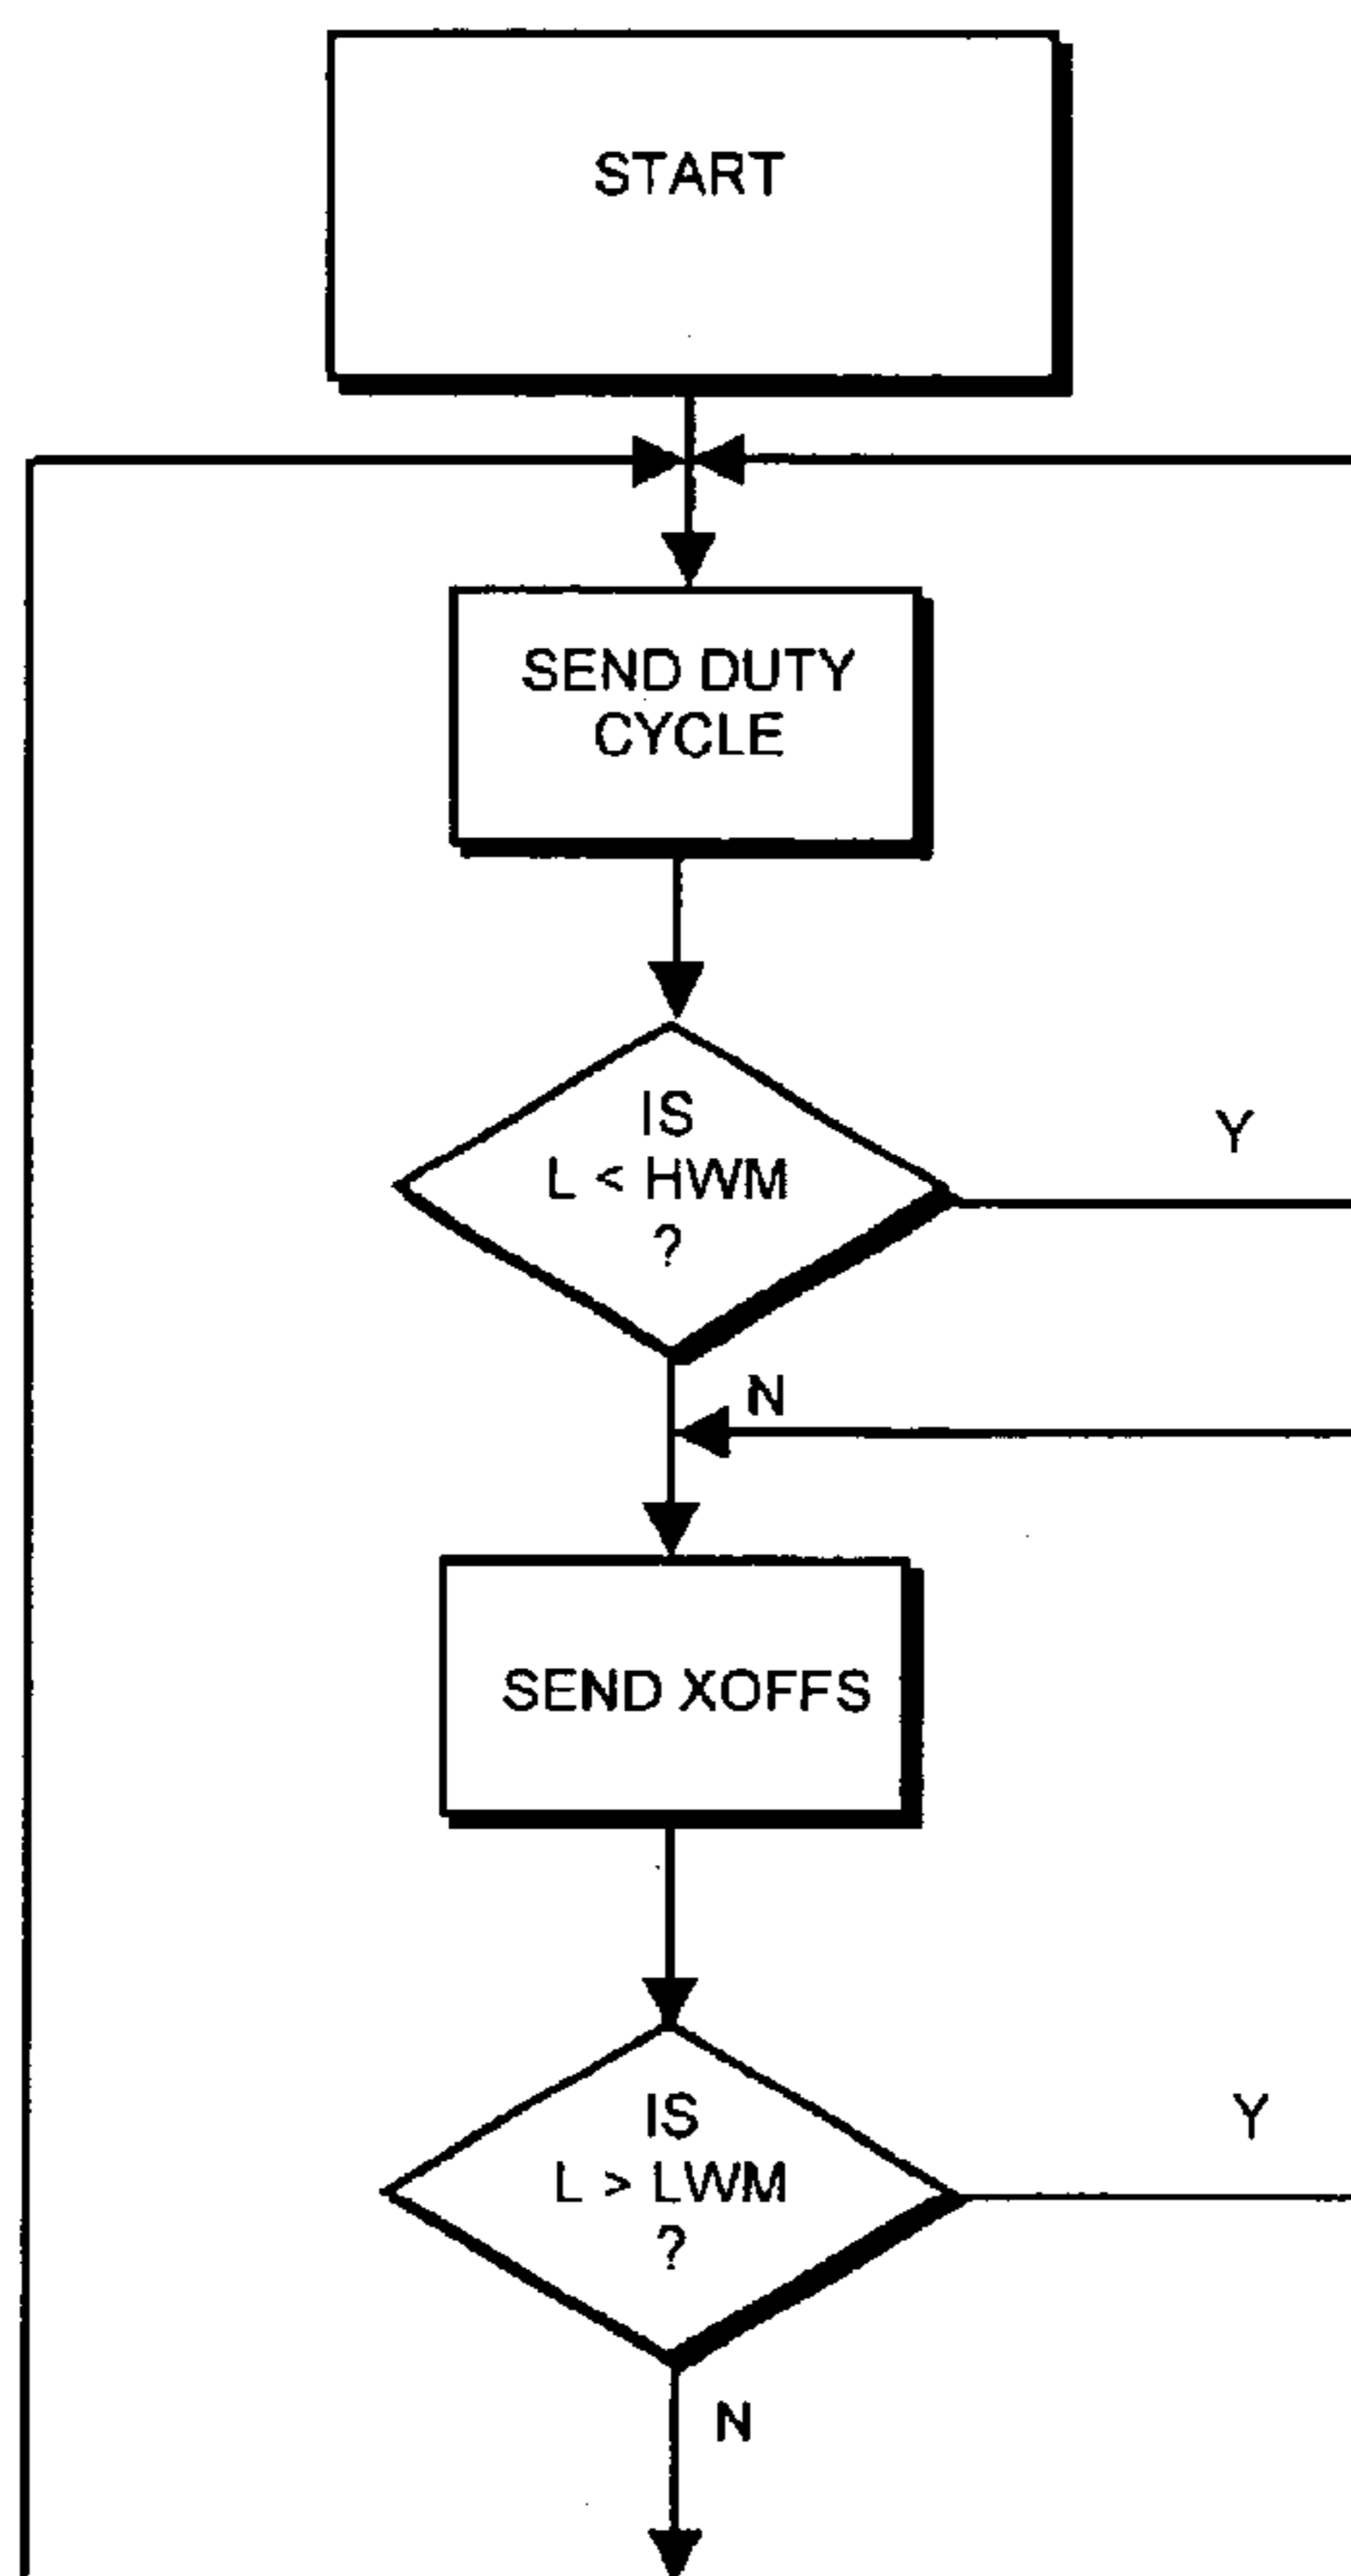 START
SEND DUTY
CYCLE
IS
L < HWM
?
Y
N
SEND XOFFS
IS
L > LWM
?
Y
N